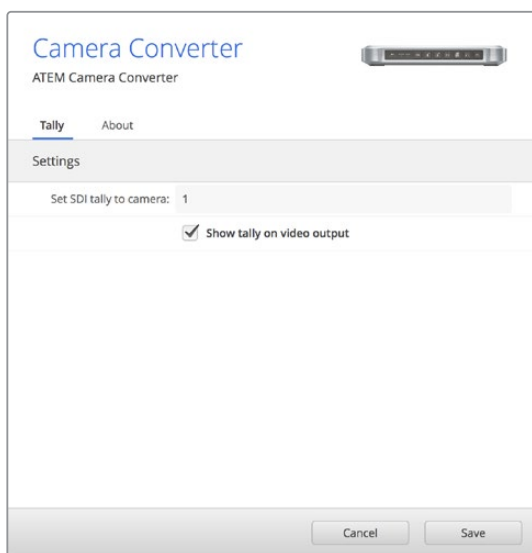 Camera Converter
ATEM Camera Converter
Tally About
Settings
Set SDI tally to camera: 1
Show tally on video output
Cancel Save